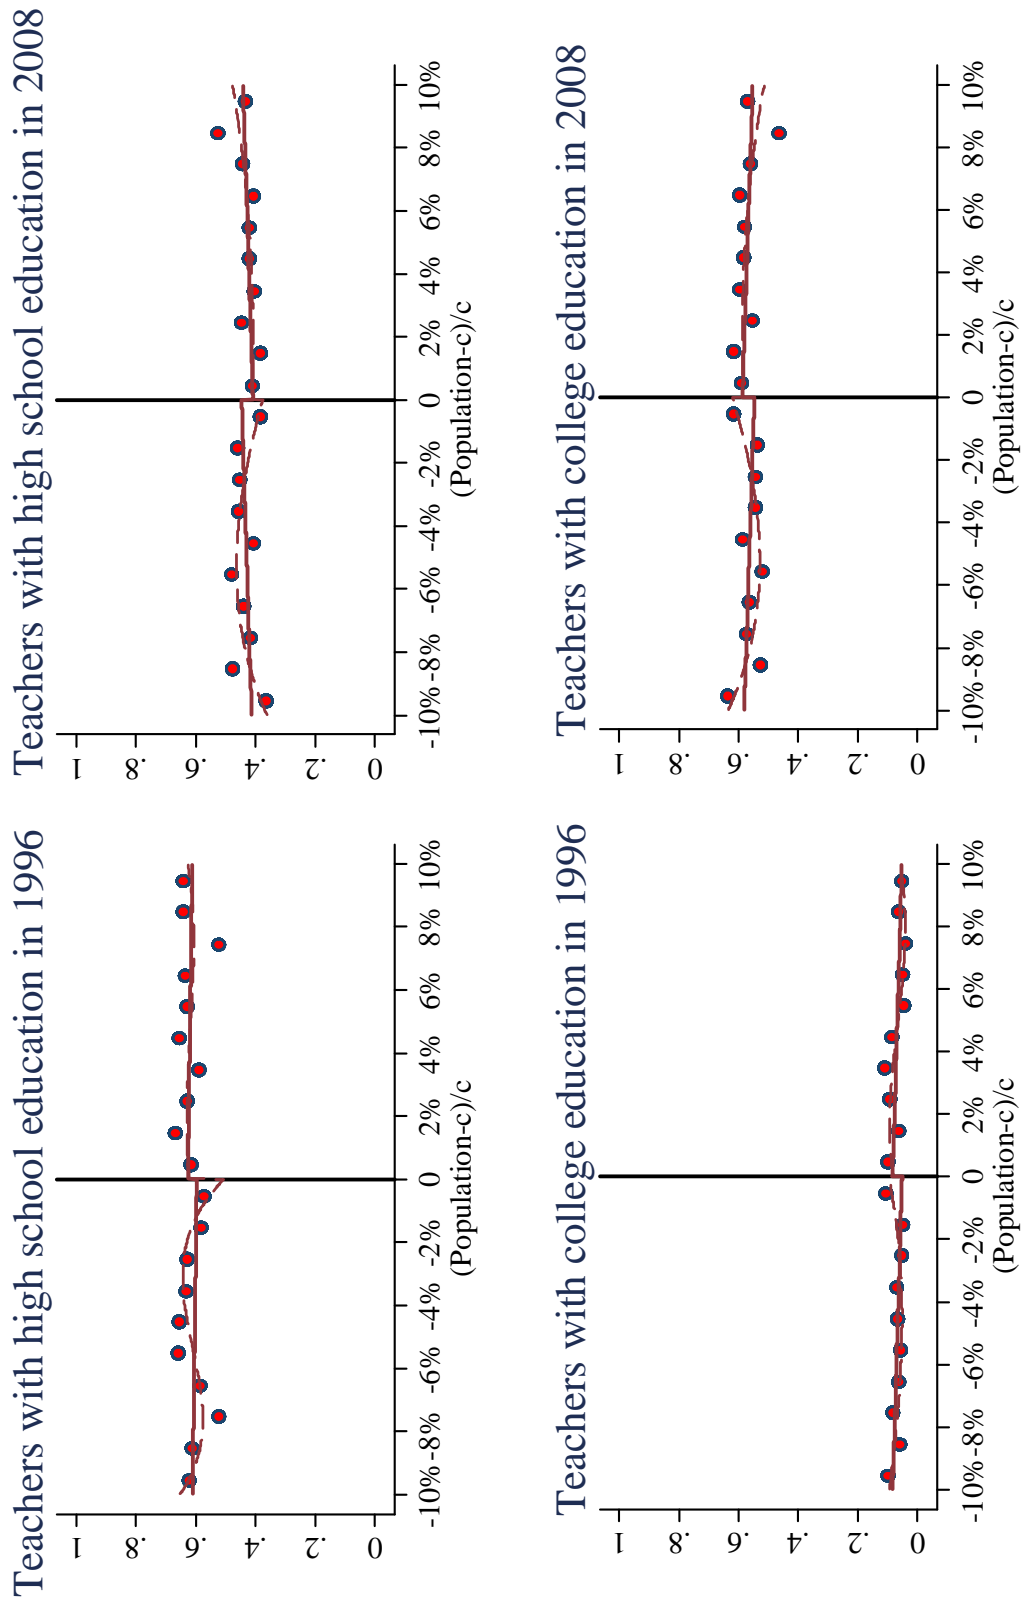 Teachers with high school education in 1996
1
.8
.6
.4
.2
0
-10% -8% -6% -4% -2% 0 2% 4% 6% 8% 10%
(Population-c)/c
Teachers with high school education in 2008
1
.8
.6
.4
.2
0
-10% -8% -6% -4% -2% 0 2% 4% 6% 8% 10%
(Population-c)/c
Teachers with college education in 1996
1
.8
.6
.4
.2
0
-10% -8% -6% -4% -2% 0 2% 4% 6% 8% 10%
(Population-c)/c
Teachers with college education in 2008
1
.8
.6
.4
.2
0
-10% -8% -6% -4% -2% 0 2% 4% 6% 8% 10%
(Population-c)/c